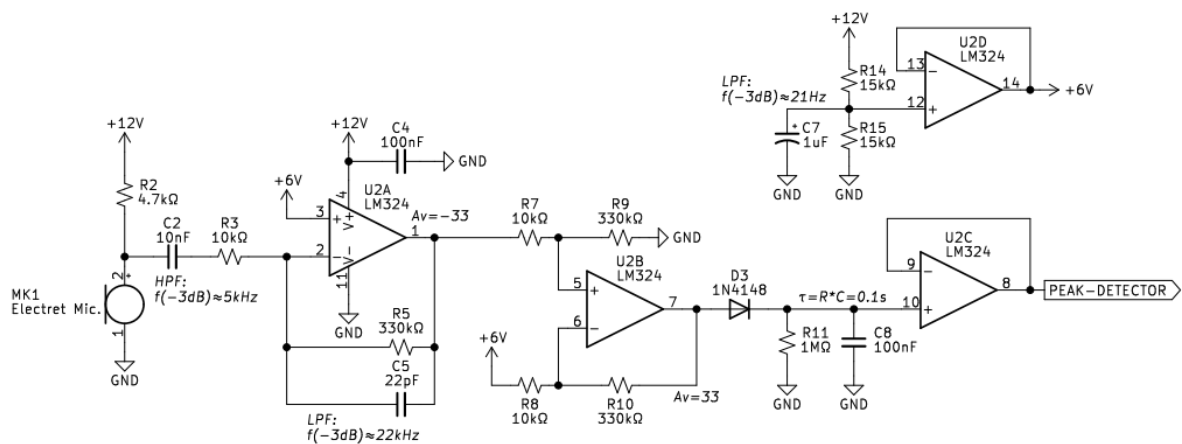 +12V
R2
4.7kΩ
C2
10nF
R3
10kΩ
HPF:
f(-3dB)≈5kHz
MK1
Electret Mic.
2
1
GND
+6V
+12V
C4
100nF
GND
U2A
LM324
Av=-33
3
2
4
11
1
+
-
V+
V-
GND
R5
330kΩ
C5
22pF
LPF:
f(-3dB)≈22kHz
R7
10kΩ
R9
330kΩ
GND
U2B
LM324
5
6
7
+
-
+6V
R8
10kΩ
R10
330kΩ
Av=33
D3
1N4148
τ=R*C=0.1s
R11
1MΩ
C8
100nF
GND
GND
U2C
LM324
9
10
8
-
+
PEAK-DETECTOR
+12V
R14
15kΩ
LPF:
f(-3dB)≈21Hz
+
C7
1uF
R15
15kΩ
GND
GND
U2D
LM324
13
12
14
-
+
+6V